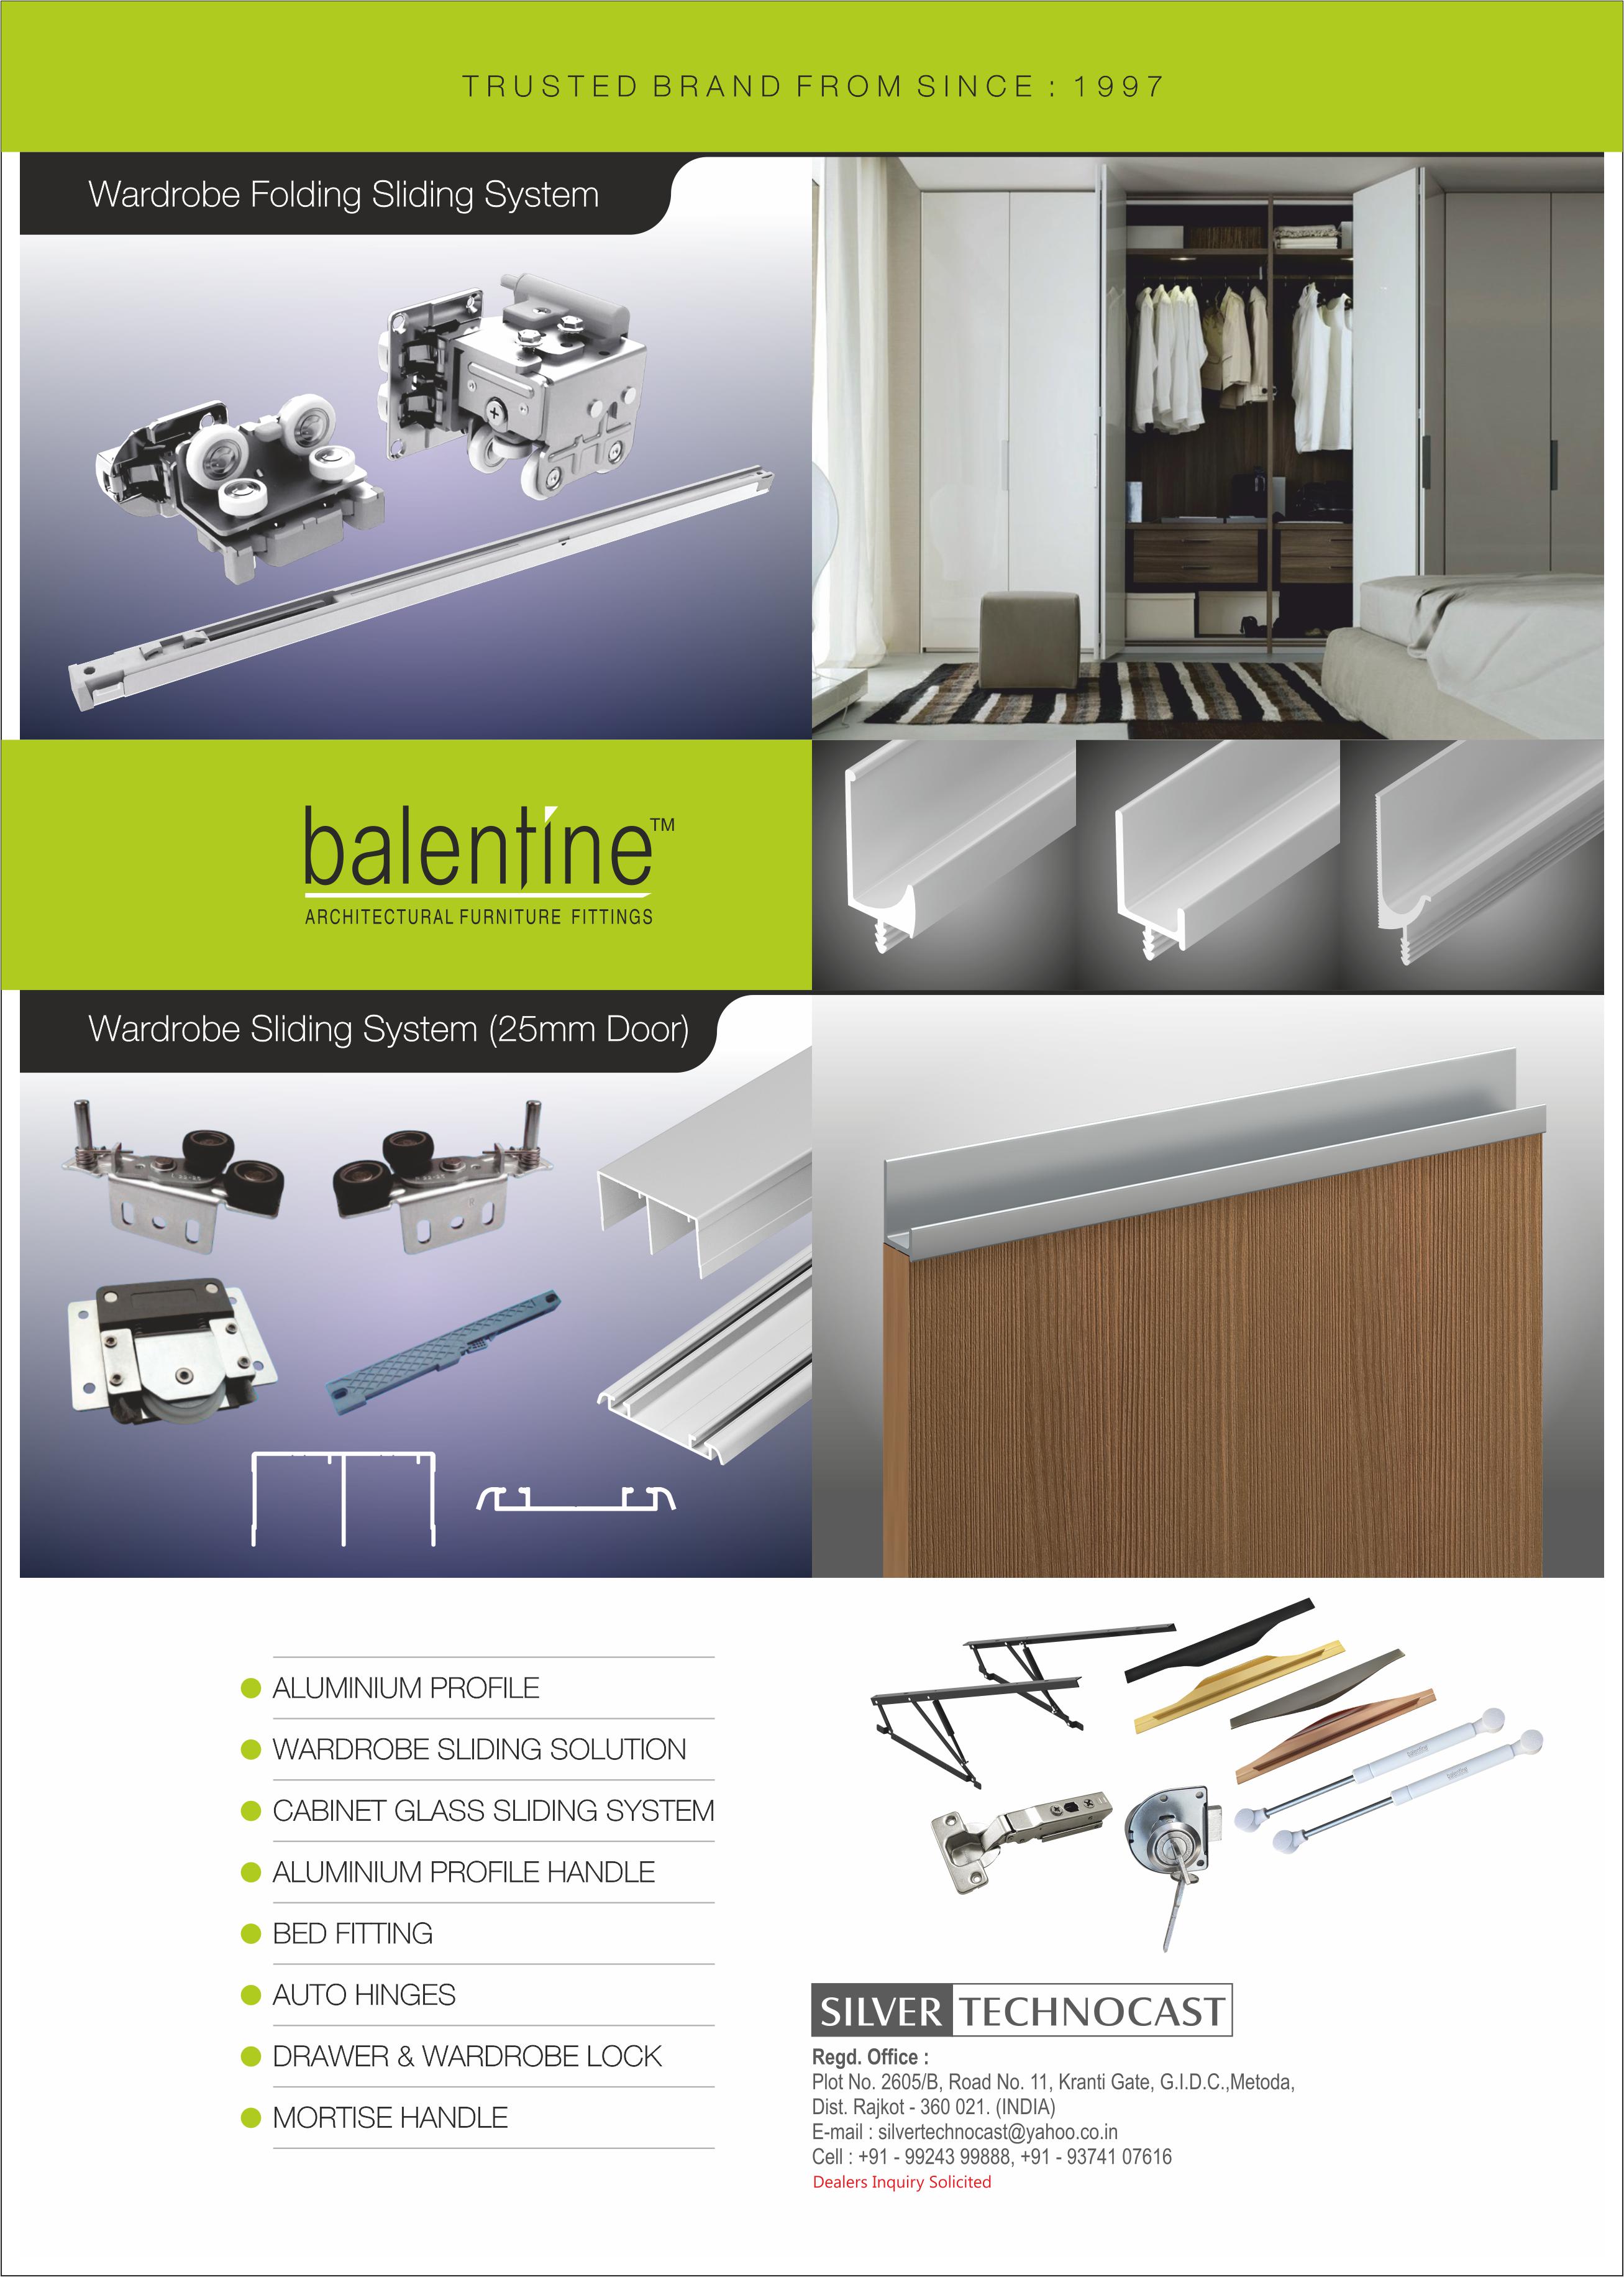 TRUSTED BRAND FROM SINCE : 1997
Wardrobe Folding Sliding System
balentine™
ARCHITECTURAL FURNITURE FITTINGS
Wardrobe Sliding System (25mm Door)
ALUMINIUM PROFILE
WARDROBE SLIDING SOLUTION
CABINET GLASS SLIDING SYSTEM
ALUMINIUM PROFILE HANDLE
BED FITTING
AUTO HINGES
DRAWER & WARDROBE LOCK
MORTISE HANDLE
balentine
balentine
SILVER TECHNOCAST
Regd. Office :
Plot No. 2605/B, Road No. 11, Kranti Gate, G.I.D.C.,Metoda,
Dist. Rajkot - 360 021. (INDIA)
E-mail : silvertechnocast@yahoo.co.in
Cell : +91 - 99243 99888, +91 - 93741 07616
Dealers Inquiry Solicited